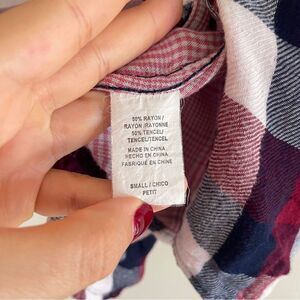 50% RAYON/
RAYON /RAYONNE
50% TENCEL/
TENCEL/TENCEL
MADE IN CHINA
HECHO EN CHINA
FABRIQUÉ EN CHINE
SMALL / CHICO
PETIT